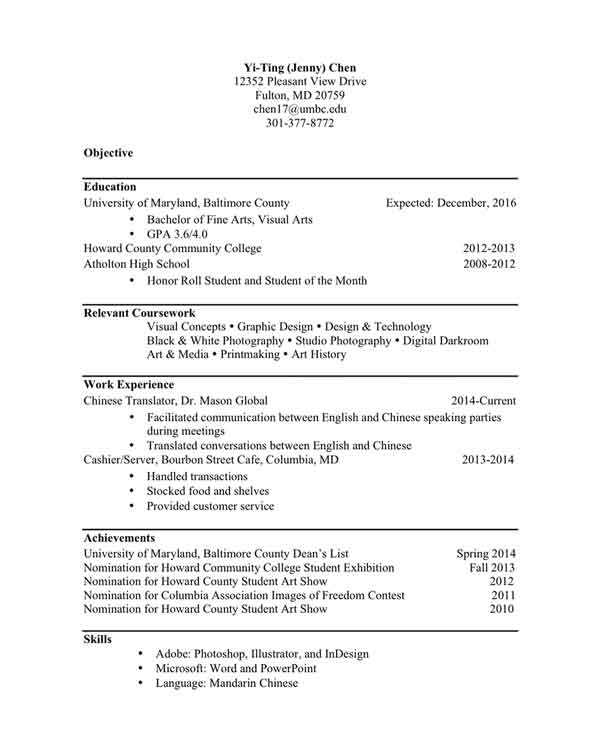 Yi-Ting (Jenny) Chen
12352 Pleasant View Drive
Fulton, MD 20759
chen17@umbc.edu
301-377-8772
Objective
Education
University of Maryland, Baltimore County Expected: December, 2016
• Bachelor of Fine Arts, Visual Arts
• GPA 3.6/4.0
Howard County Community College 2012-2013
Atholton High School 2008-2012
• Honor Roll Student and Student of the Month
Relevant Coursework
Visual Concepts • Graphic Design • Design & Technology
Black & White Photography • Studio Photography • Digital Darkroom
Art & Media • Printmaking • Art History
Work Experience
Chinese Translator, Dr. Mason Global 2014-Current
• Facilitated communication between English and Chinese speaking parties
during meetings
• Translated conversations between English and Chinese
Cashier/Server, Bourbon Street Cafe, Columbia, MD 2013-2014
• Handled transactions
• Stocked food and shelves
• Provided customer service
Achievements
University of Maryland, Baltimore County Dean’s List Spring 2014
Nomination for Howard Community College Student Exhibition Fall 2013
Nomination for Howard County Student Art Show 2012
Nomination for Columbia Association Images of Freedom Contest 2011
Nomination for Howard County Student Art Show 2010
Skills
• Adobe: Photoshop, Illustrator, and InDesign
• Microsoft: Word and PowerPoint
• Language: Mandarin Chinese